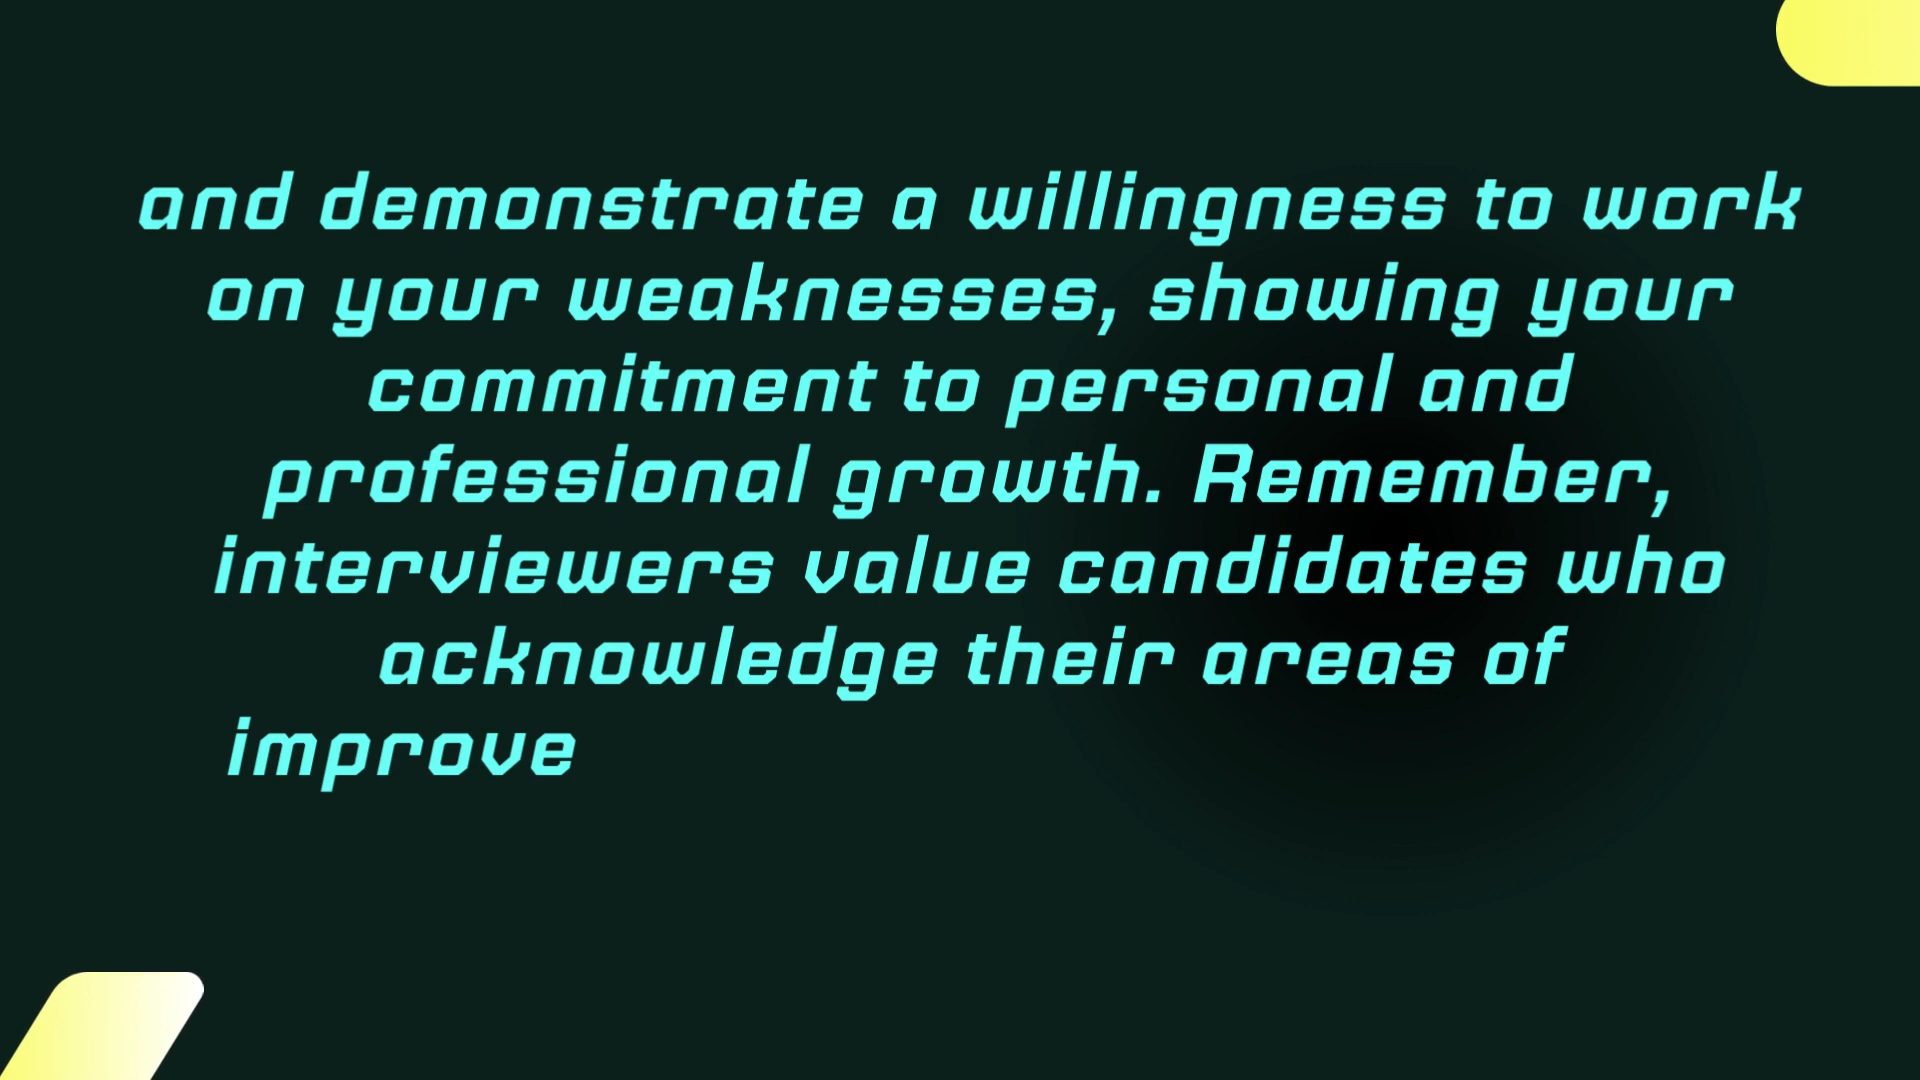 and demonstrate a willingness to work
on your weaknesses, showing your
commitment to personal and
professional growth. Remember,
interviewers value candidates who
acknowledge their areas of
improve